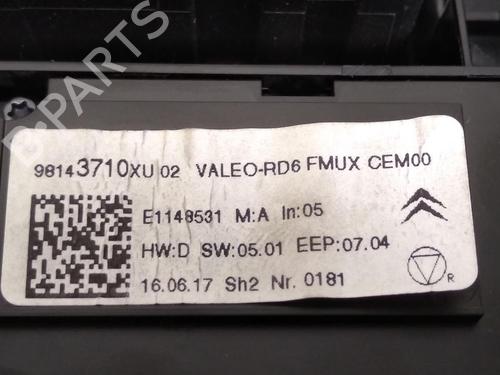 98143710XU 02 VALEO-RD6 FMUX CEM00
E1148531 M:A In:05
HW:D SW:05.01 EEP:07.04
16.06.17 Sh2 Nr. 0181
R
B-PARTS